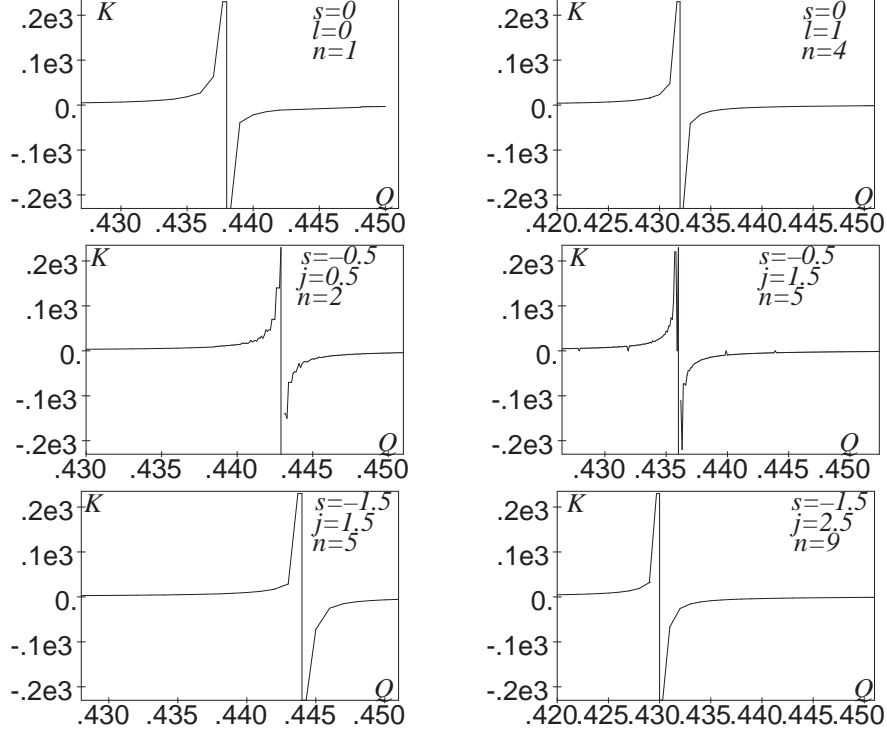 K
s=0
l=0
n=1
.2e3
.1e3
0.
-.1e3
-.2e3
Q
.430 .435 .440 .445 .450
K
s=0
l=1
n=4
.2e3
.1e3
0.
-.1e3
-.2e3
Q
.420 .425 .430 .435 .440 .445 .450
K
s=–0.5
j=0.5
n=2
.2e3
.1e3
0.
-.1e3
-.2e3
Q
.430 .435 .440 .445 .450
K
s=–0.5
j=1.5
n=5
.2e3
.1e3
0.
-.1e3
-.2e3
Q
.430 .435 .440 .445 .450
K
s=–1.5
j=1.5
n=5
.2e3
.1e3
0.
-.1e3
-.2e3
Q
.430 .435 .440 .445 .450
K
s=–1.5
j=2.5
n=9
.2e3
.1e3
0.
-.1e3
-.2e3
Q
.420 .425 .430 .435 .440 .445 .450